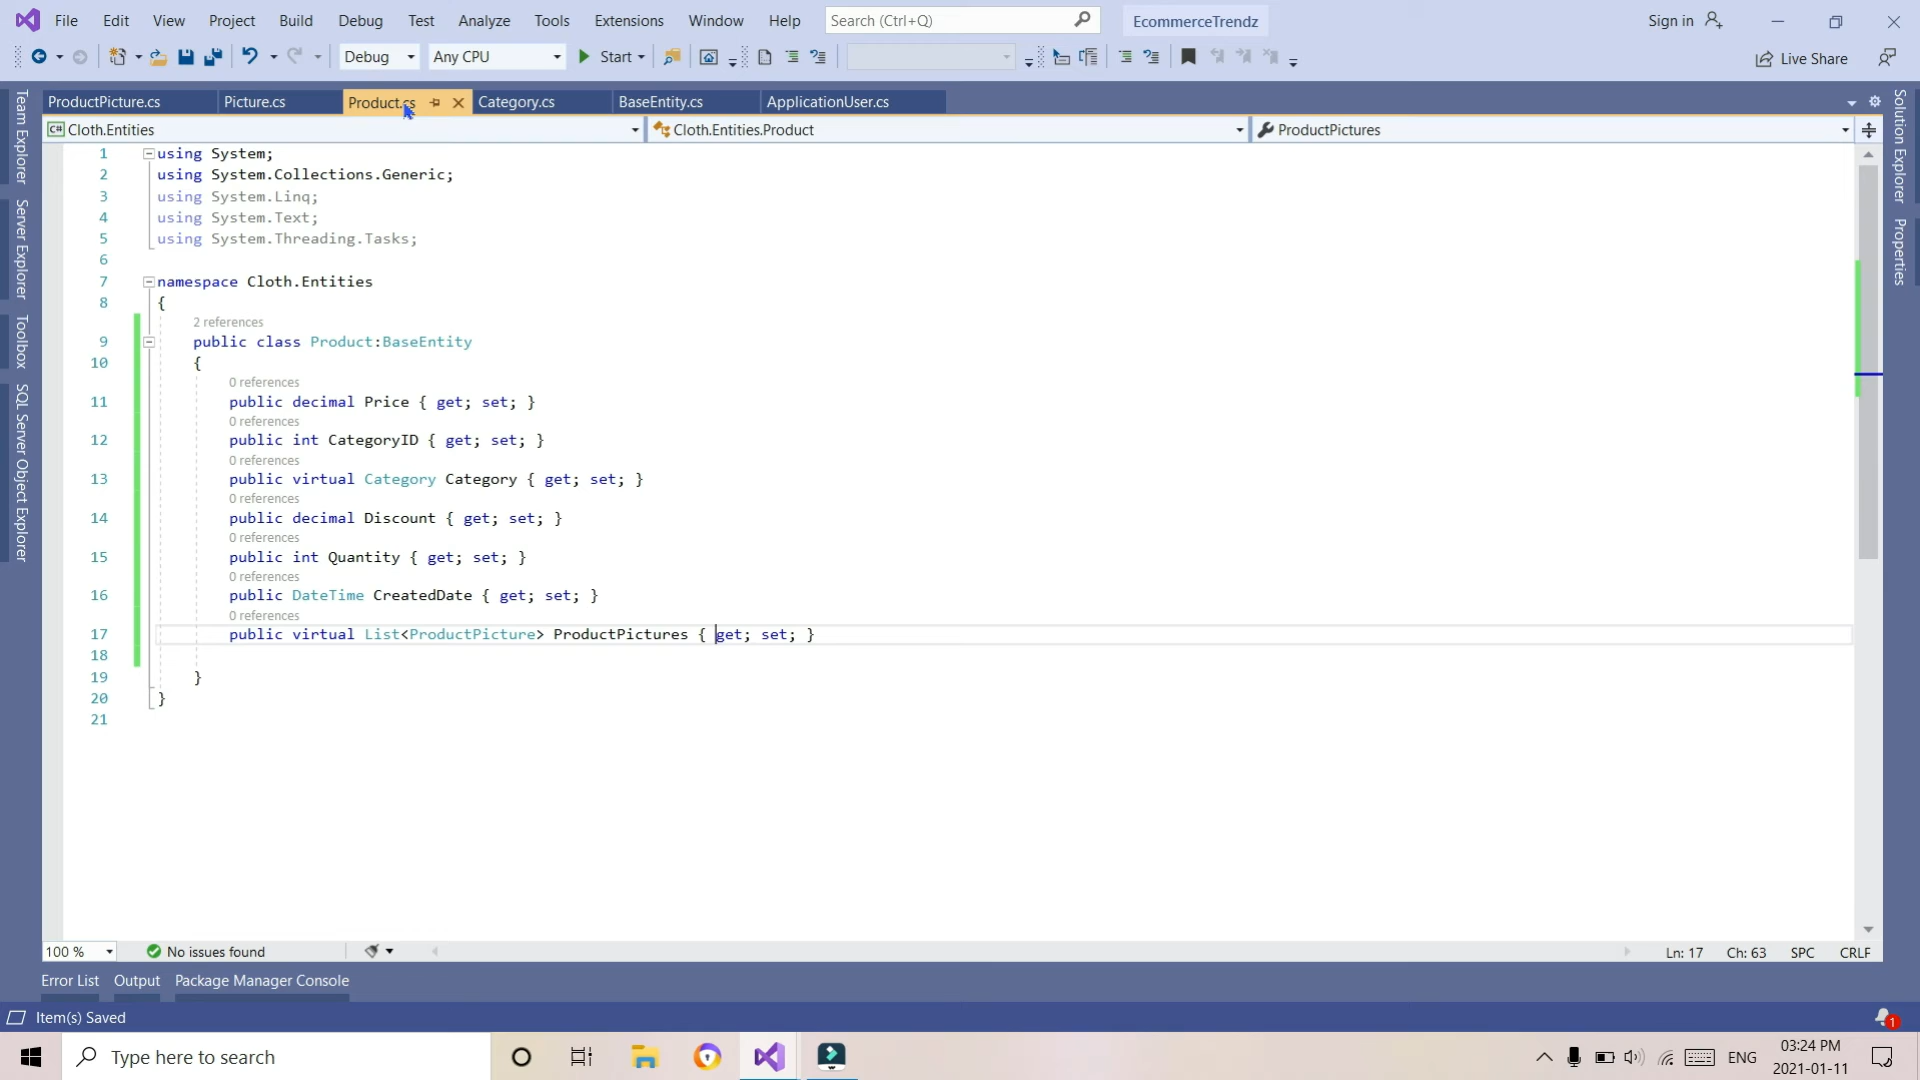 File Edit View Project Build Debug Test Analyze Tools Extensions Window Help Search (Ctrl+Q) EcommerceTrendz Sign in
Debug Any CPU Start Live Share
ProductPicture.cs Picture.cs Product.cs Category.cs BaseEntity.cs ApplicationUser.cs
C# Cloth.Entities Cloth.Entities.Product ProductPictures
Team Explorer
Server Explorer
Toolbox
SQL Server Object Explorer
Solution Explorer
Properties
1 using System;
2 using System.Collections.Generic;
3 using System.Linq;
4 using System.Text;
5 using System.Threading.Tasks;
6
7 namespace Cloth.Entities
8 {
2 references
9 public class Product:BaseEntity
10 {
0 references
11 public decimal Price { get; set; }
0 references
12 public int CategoryID { get; set; }
0 references
13 public virtual Category Category { get; set; }
0 references
14 public decimal Discount { get; set; }
0 references
15 public int Quantity { get; set; }
0 references
16 public DateTime CreatedDate { get; set; }
0 references
17 public virtual List<ProductPicture> ProductPictures { get; set; }
18
19 }
20 }
21
100 % No issues found Ln: 17 Ch: 63 SPC CRLF
Error List Output Package Manager Console
Item(s) Saved 1
Type here to search ENG 03:24 PM
2021-01-11